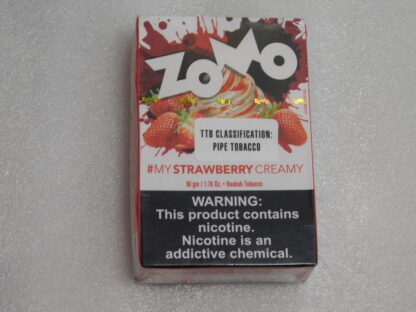 ZOMO
TTB CLASSIFICATION:
PIPE TOBACCO
#MYSTRAWBERRYCREAMY
50 gm / 1.76 Oz. • Hookah Tobacco
WARNING:
This product contains
nicotine.
Nicotine is an
addictive chemical.